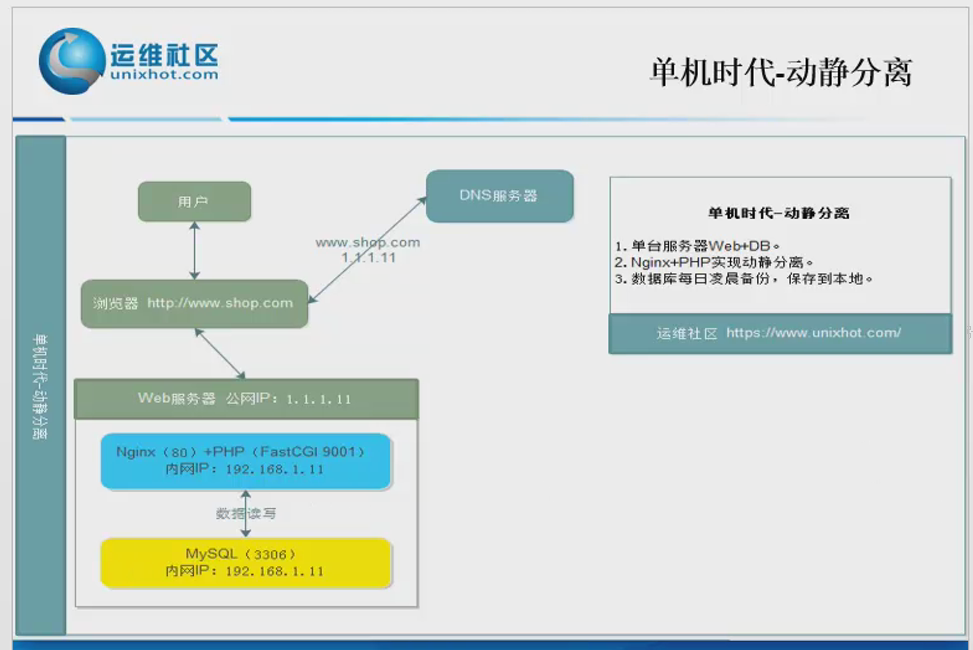 运维社区
unixhot.com
单机时代-动静分离
单机时代-动静分离
用户
DNS服务器
www.shop.com
1.1.1.11
浏览器 http://www.shop.com
Web服务器 公网IP：1.1.1.11
Nginx（80）+PHP（FastCGI 9001）
内网IP：192.168.1.11
数据读写
MySQL（3306）
内网IP：192.168.1.11
单机时代-动静分离
1. 单台服务器Web+DB。
2. Nginx+PHP实现动静分离。
3. 数据库每日凌晨备份，保存到本地。
运维社区 https://www.unixhot.com/